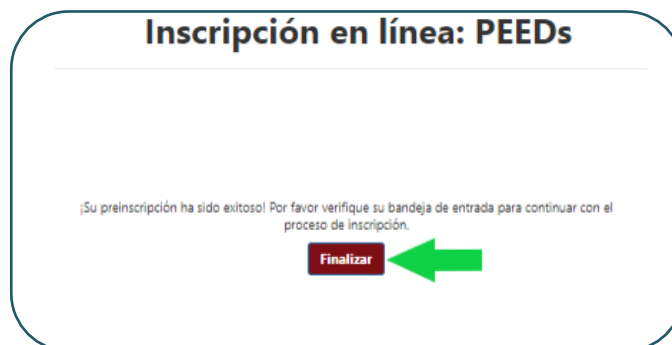 Inscripción en línea: PEEDs
¡Su preinscripción ha sido exitoso! Por favor verifique su bandeja de entrada para continuar con el
proceso de inscripción.
Finalizar